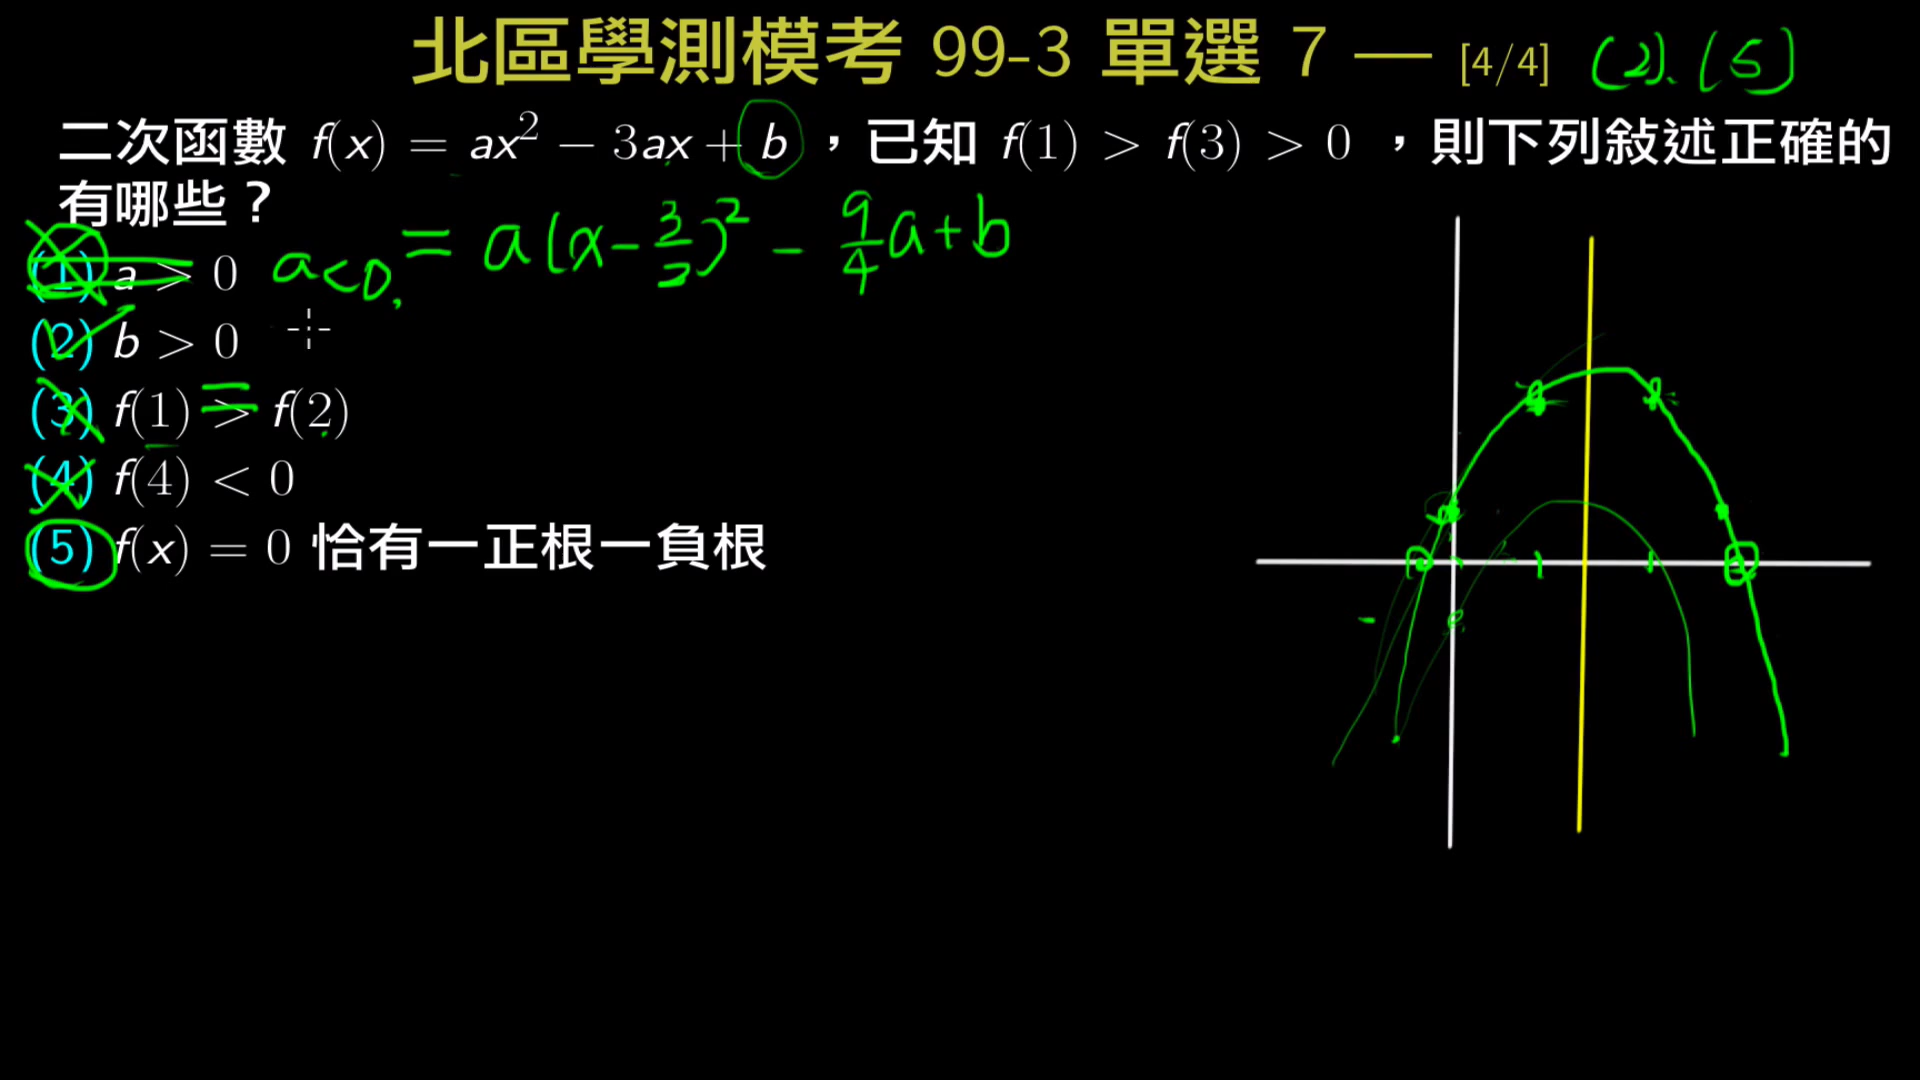 北區學測模考 99-3 單選 7 — [4/4] (2).(5)
二次函數 f(x) = ax² − 3ax + b ，已知 f(1) > f(3) > 0 ，則下列敍述正確的
有哪些？
= a(x-3/2)² - 9/4a+b
(1) a > 0 a<0,
(2) b > 0
(3) f(1) > f(2)
=
(4) f(4) < 0
(5) f(x) = 0 恰有一正根一負根